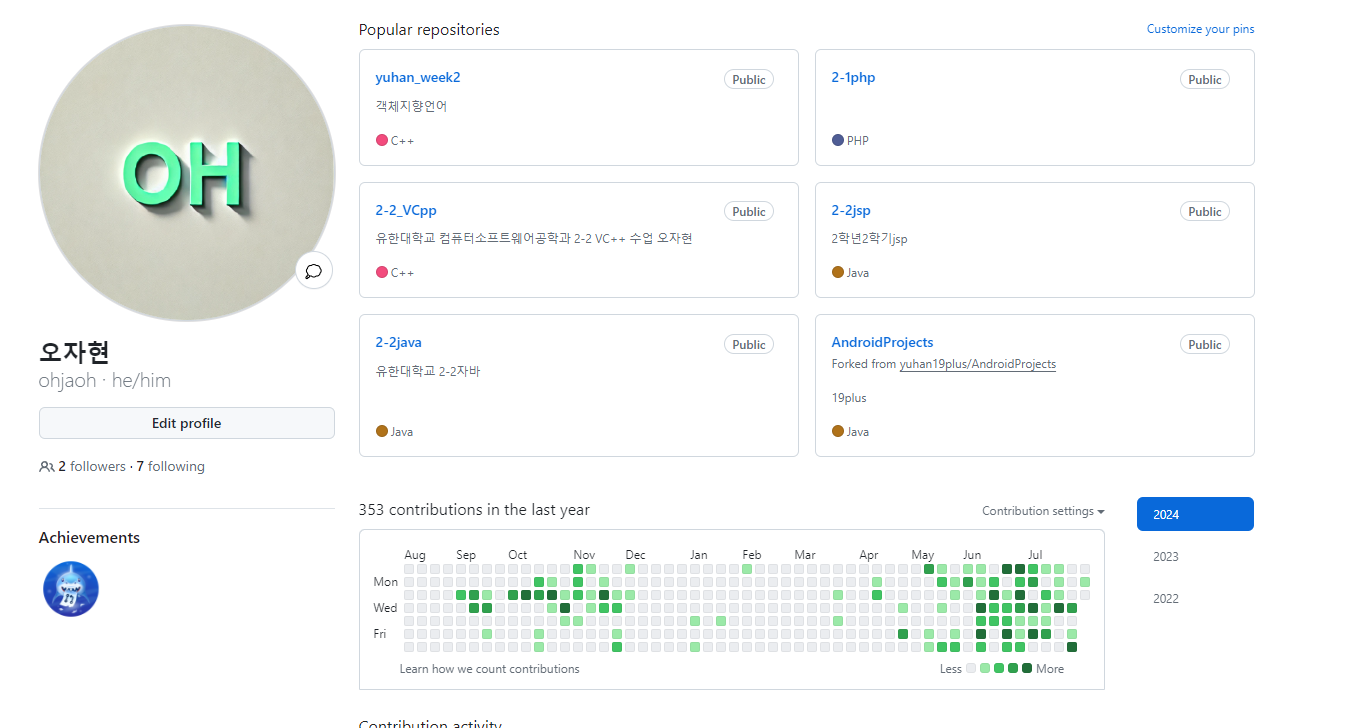 OH
오자현
ohjaoh · he/him
Edit profile
2 followers · 7 following
Achievements
Popular repositories
Customize your pins
yuhan_week2 Public
객체지향언어
C++
2-1php Public
PHP
2-2_VCpp Public
유한대학교 컴퓨터소프트웨어공학과 2-2 VC++ 수업 오자현
C++
2-2jsp Public
2학년2학기jsp
Java
2-2java Public
유한대학교 2-2자바
Java
AndroidProjects Public
Forked from yuhan19plus/AndroidProjects
19plus
Java
353 contributions in the last year
Contribution settings
Aug Sep Oct Nov Dec Jan Feb Mar Apr May Jun Jul
Mon
Wed
Fri
Learn how we count contributions
Less More
2024
2023
2022
Contribution activity